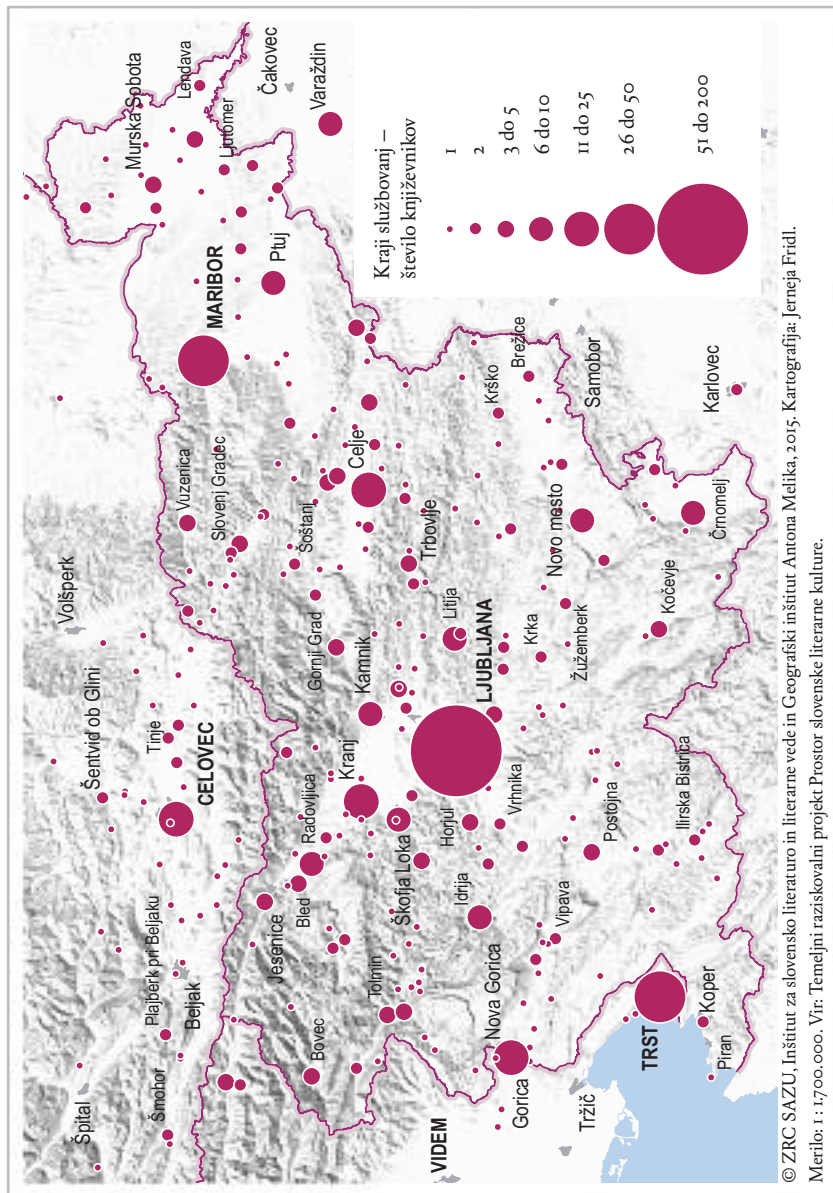 Špital
Šmohor
Plajberk pri Beljaku
Beljak
Šentvid ob Glini
Tinje
CELOVEC
Volšperk
Vuzenica
Slovenj Gradec
MARIBOR
Murska Sobota
Lendava
Ljutomer
Čakovec
Varaždin
Ptuj
Šoštanj
Gornji Grad
Celje
Jesenice
Radovljica
Bled
Kranj
Kamnik
Bovec
Tolmin
Škofja Loka
Trbovlje
Litija
LJUBLJANA
Horjul
Vrhnika
Idrija
Krško
Brežice
Samobor
Krka
Žužemberk
Novo mesto
VIDEM
Nova Gorica
Gorica
Tržič
Vipava
Postojna
Ilirska Bistrica
Kočevje
Črnomelj
Karlovec
TRST
Koper
Piran
Kraji službovanj –
število književnikov
1
2
3 do 5
6 do 10
11 do 25
26 do 50
51 do 200
© ZRC SAZU, Inštitut za slovensko literaturo in literarne vede in Geografski inštitut Antona Melika, 2015. Kartografija: Jerneja Fridl.
Merilo: 1 : 1.700.000. Vir: Temeljni raziskovalni projekt Prostor slovenske literarne kulture.